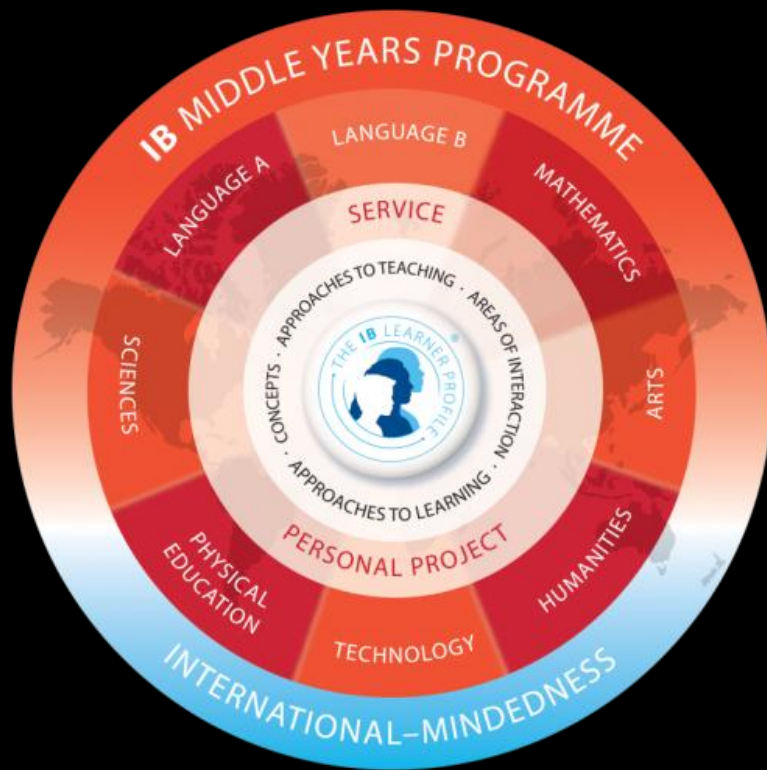 IB MIDDLE YEARS PROGRAMME
LANGUAGE B
LANGUAGE A
MATHEMATICS
SERVICE
APPROACHES TO TEACHING · AREAS OF INTERACTION · APPROACHES TO LEARNING · CONCEPTS ·
THE IB LEARNER PROFILE
®
SCIENCES
ARTS
PERSONAL PROJECT
PHYSICAL
EDUCATION
HUMANITIES
TECHNOLOGY
INTERNATIONAL–MINDEDNESS